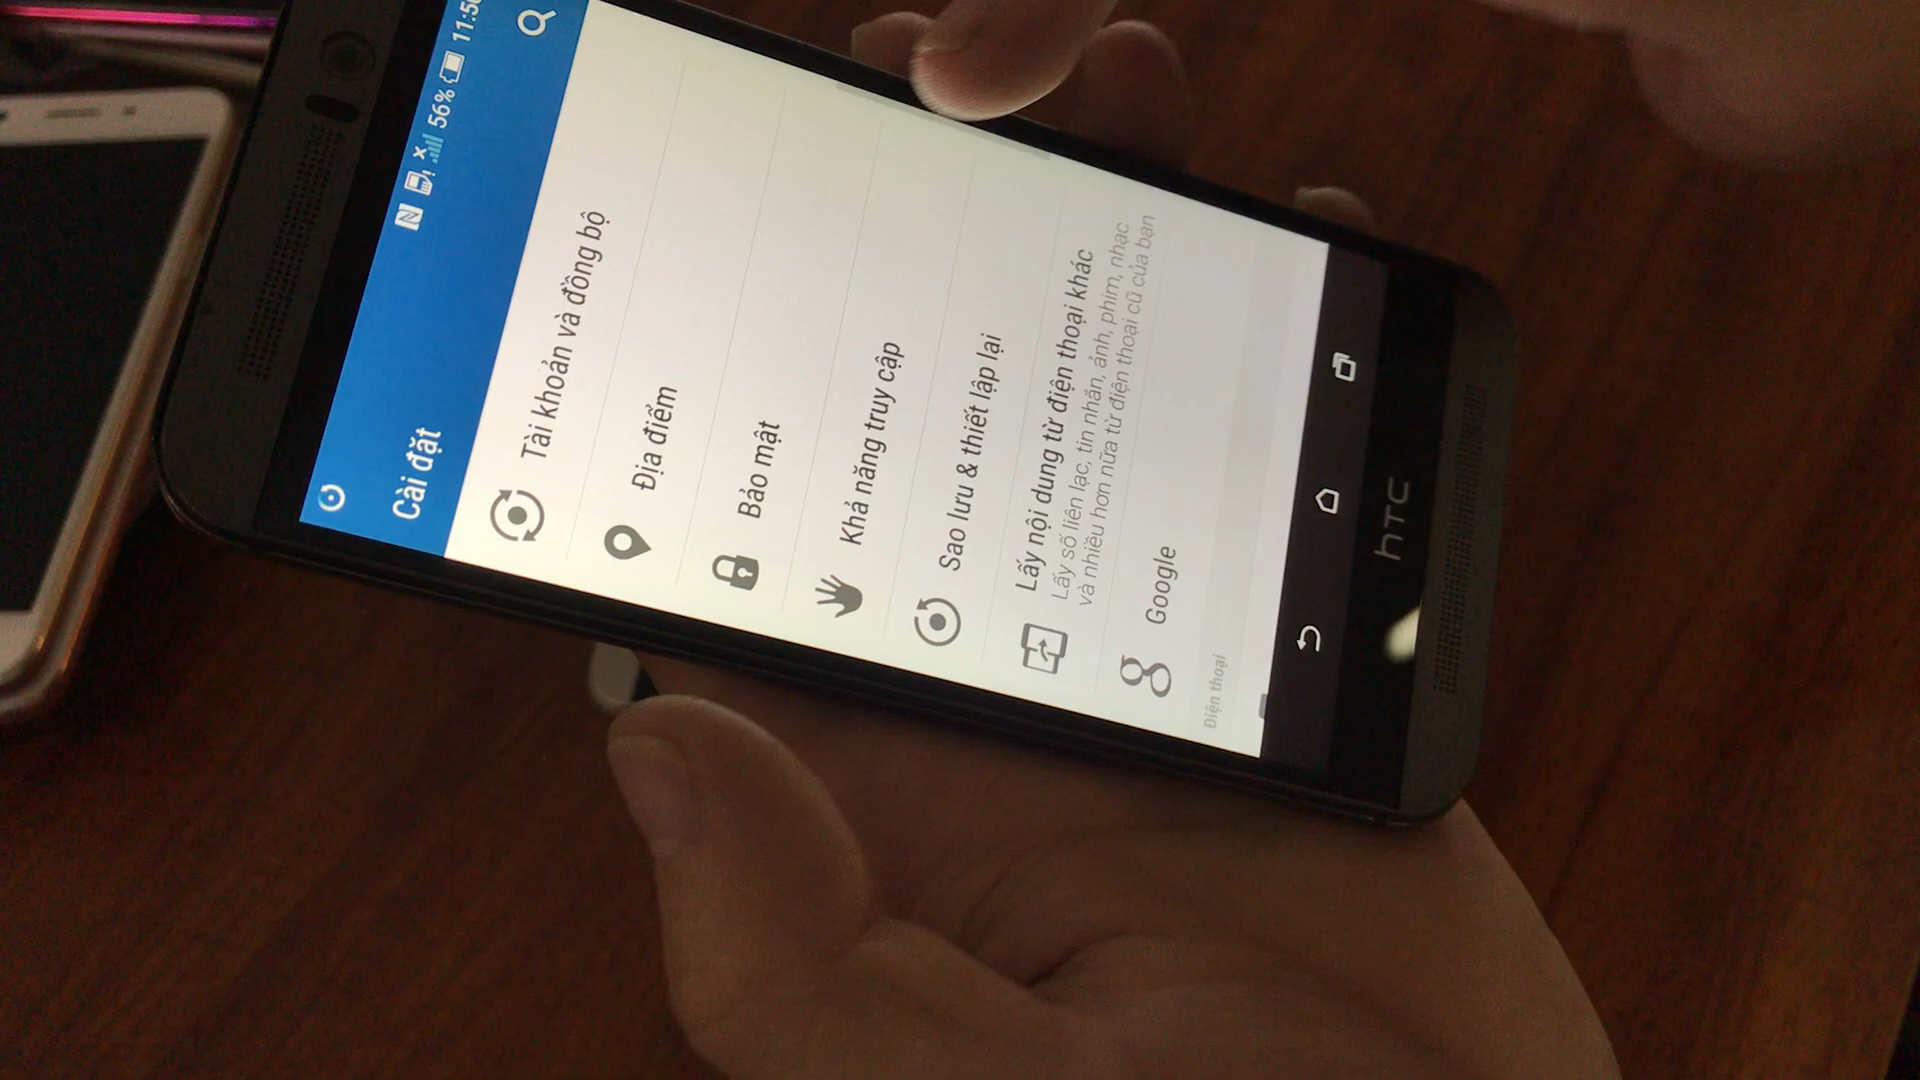 56%
Cài đặt
Tài khoản và đồng bộ
Địa điểm
Bảo mật
Khả năng truy cập
Sao lưu & thiết lập lại
Lấy nội dung từ điện thoại khác
Lấy số liên lạc, tin nhắn, ảnh, phim, nhạc
và nhiều hơn nữa từ điện thoại cũ của bạn
Google
Điện thoại
hTC